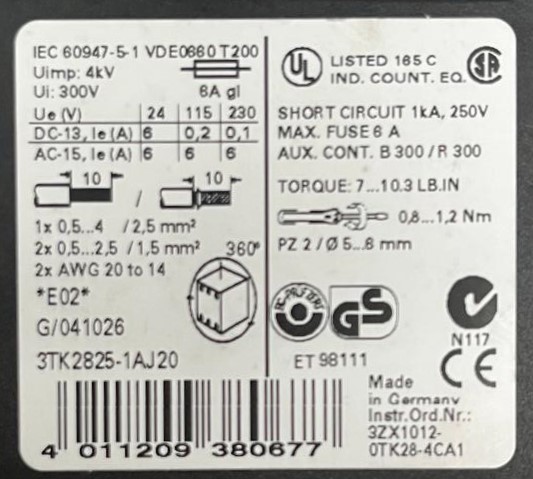 IEC 60947-5-1 VDE0660 T200
Uimp: 4kV
Ui: 300V 6A gl
Ue (V) 24 115 230
DC-13, Ie (A) 6 0,2 0,1
AC-15, Ie (A) 6 6 6
10 / 10
1x 0,5...4 /2,5 mm²
2x 0,5...2,5 /1,5 mm²
2x AWG 20 to 14
360°
*E02*
G/041026
3TK2825-1AJ20
UL LISTED 165 C
IND. COUNT. EQ.
SHORT CIRCUIT 1kA, 250V
MAX. FUSE 6 A
AUX. CONT. B 300 / R 300
TORQUE: 7...10.3 LB.IN
0,8...1,2 Nm
PZ 2 / Ø 5...6 mm
GS
N117
ET 98111
CE
Made
in Germany
Instr.Ord.Nr.:
3ZX1012-
0TK28-4CA1
4 011209 380677